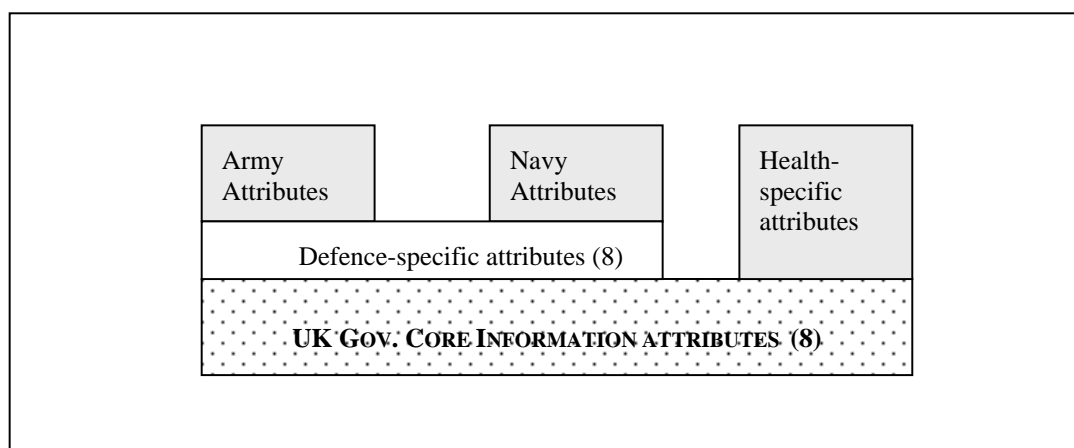 Army
Attributes
Navy
Attributes
Health-
specific
attributes
Defence-specific attributes (8)
UK GOV. CORE INFORMATION ATTRIBUTES (8)